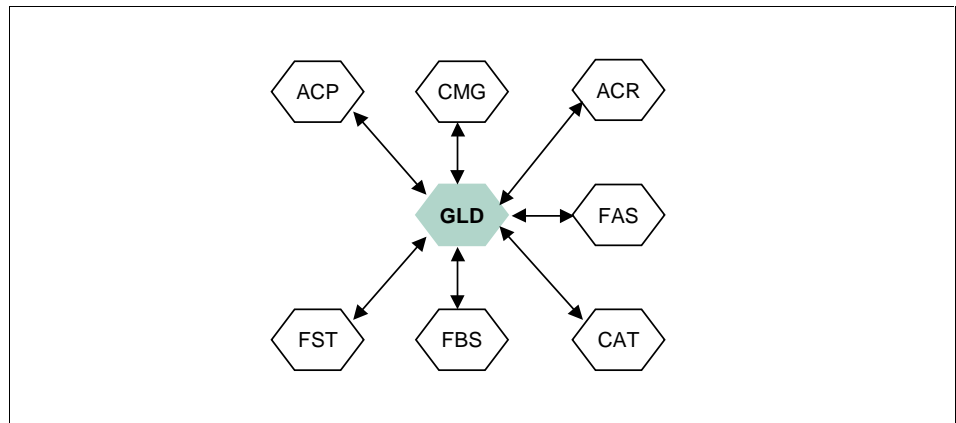 ACP
CMG
ACR
GLD
FAS
FST
FBS
CAT